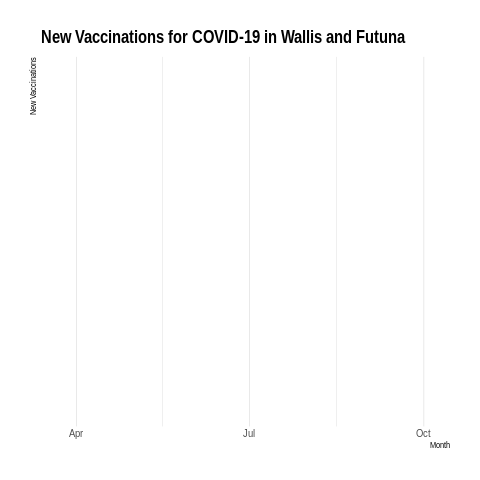 New Vaccinations for COVID-19 in Wallis and Futuna
New Vaccinations
Apr
Jul
Oct
Month